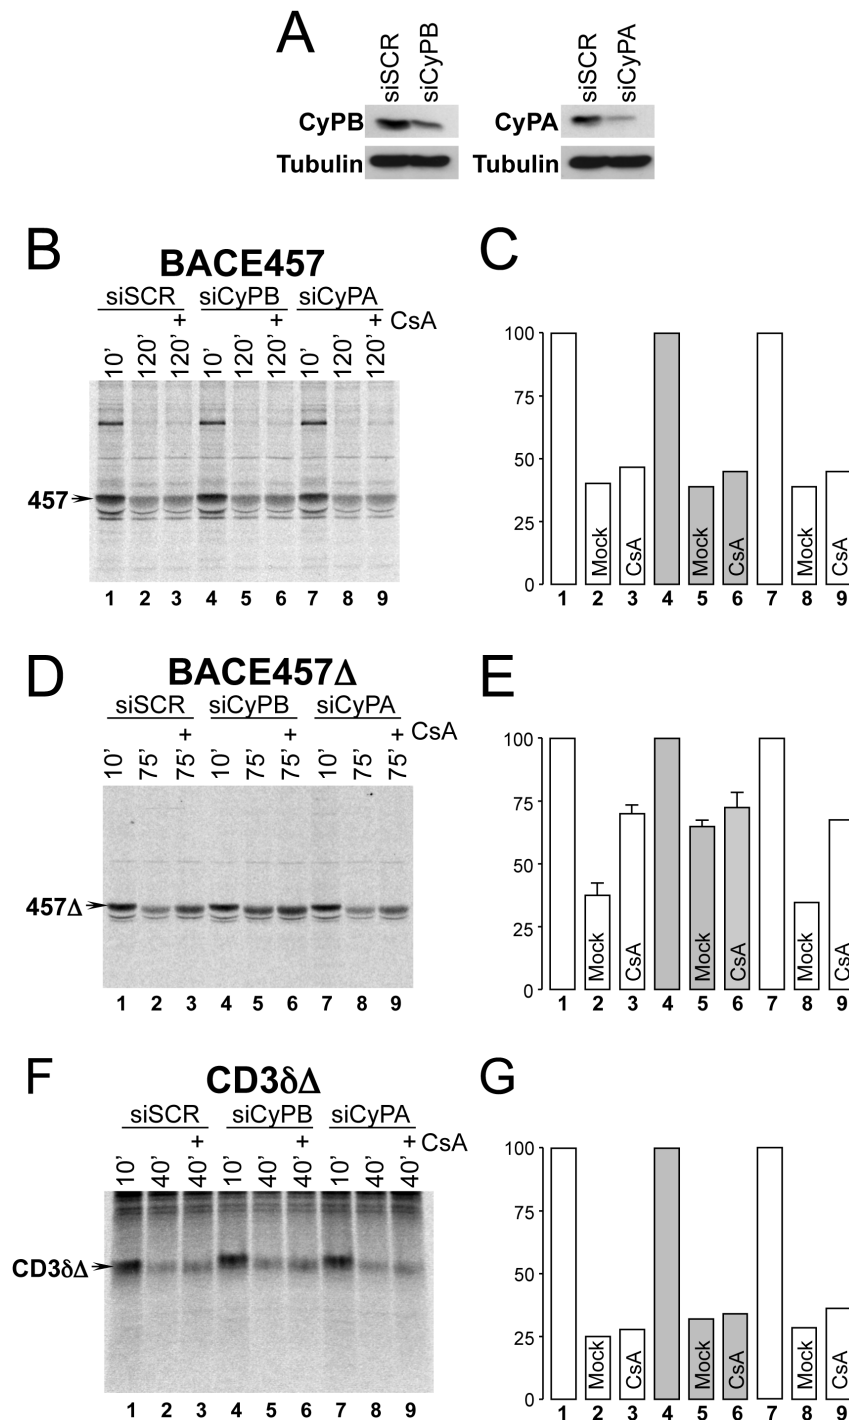 A
siSCR siCyPB siSCR siCyPA
CyPB CyPA
Tubulin Tubulin
B
BACE457
siSCR siCyPB siCyPA
+ + + CsA
10' 120' 120' 10' 120' 120' 10' 120' 120'
457
1 2 3 4 5 6 7 8 9
C
100
75
50
25
0
Mock CsA Mock CsA Mock CsA
1 2 3 4 5 6 7 8 9
D
BACE457Δ
siSCR siCyPB siCyPA
+ + + CsA
10' 75' 75' 10' 75' 75' 10' 75' 75'
457Δ
1 2 3 4 5 6 7 8 9
E
100
75
50
25
0
Mock CsA Mock CsA Mock CsA
1 2 3 4 5 6 7 8 9
F
CD3δΔ
siSCR siCyPB siCyPA
+ + + CsA
10' 40' 40' 10' 40' 40' 10' 40' 40'
CD3δΔ
1 2 3 4 5 6 7 8 9
G
100
75
50
25
0
Mock CsA Mock CsA Mock CsA
1 2 3 4 5 6 7 8 9